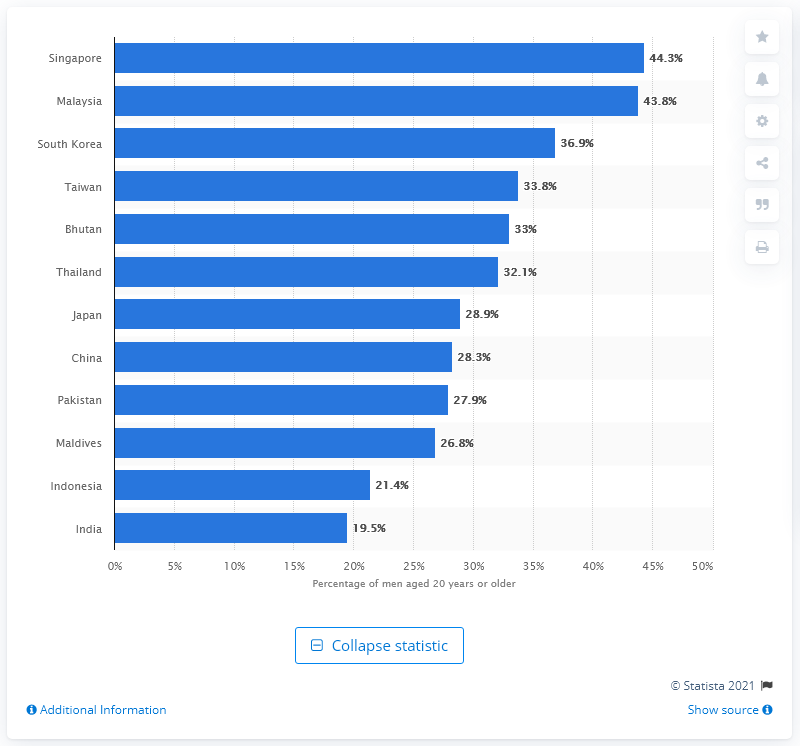 Singapore 44.3%
Malaysia 43.8%
South Korea 36.9%
Taiwan 33.8%
Bhutan 33%
Thailand 32.1%
Japan 28.9%
China 28.3%
Pakistan 27.9%
Maldives 26.8%
Indonesia 21.4%
India 19.5%
0% 5% 10% 15% 20% 25% 30% 35% 40% 45% 50%
Percentage of men aged 20 years or older
Collapse statistic
© Statista 2021
Additional Information Show source